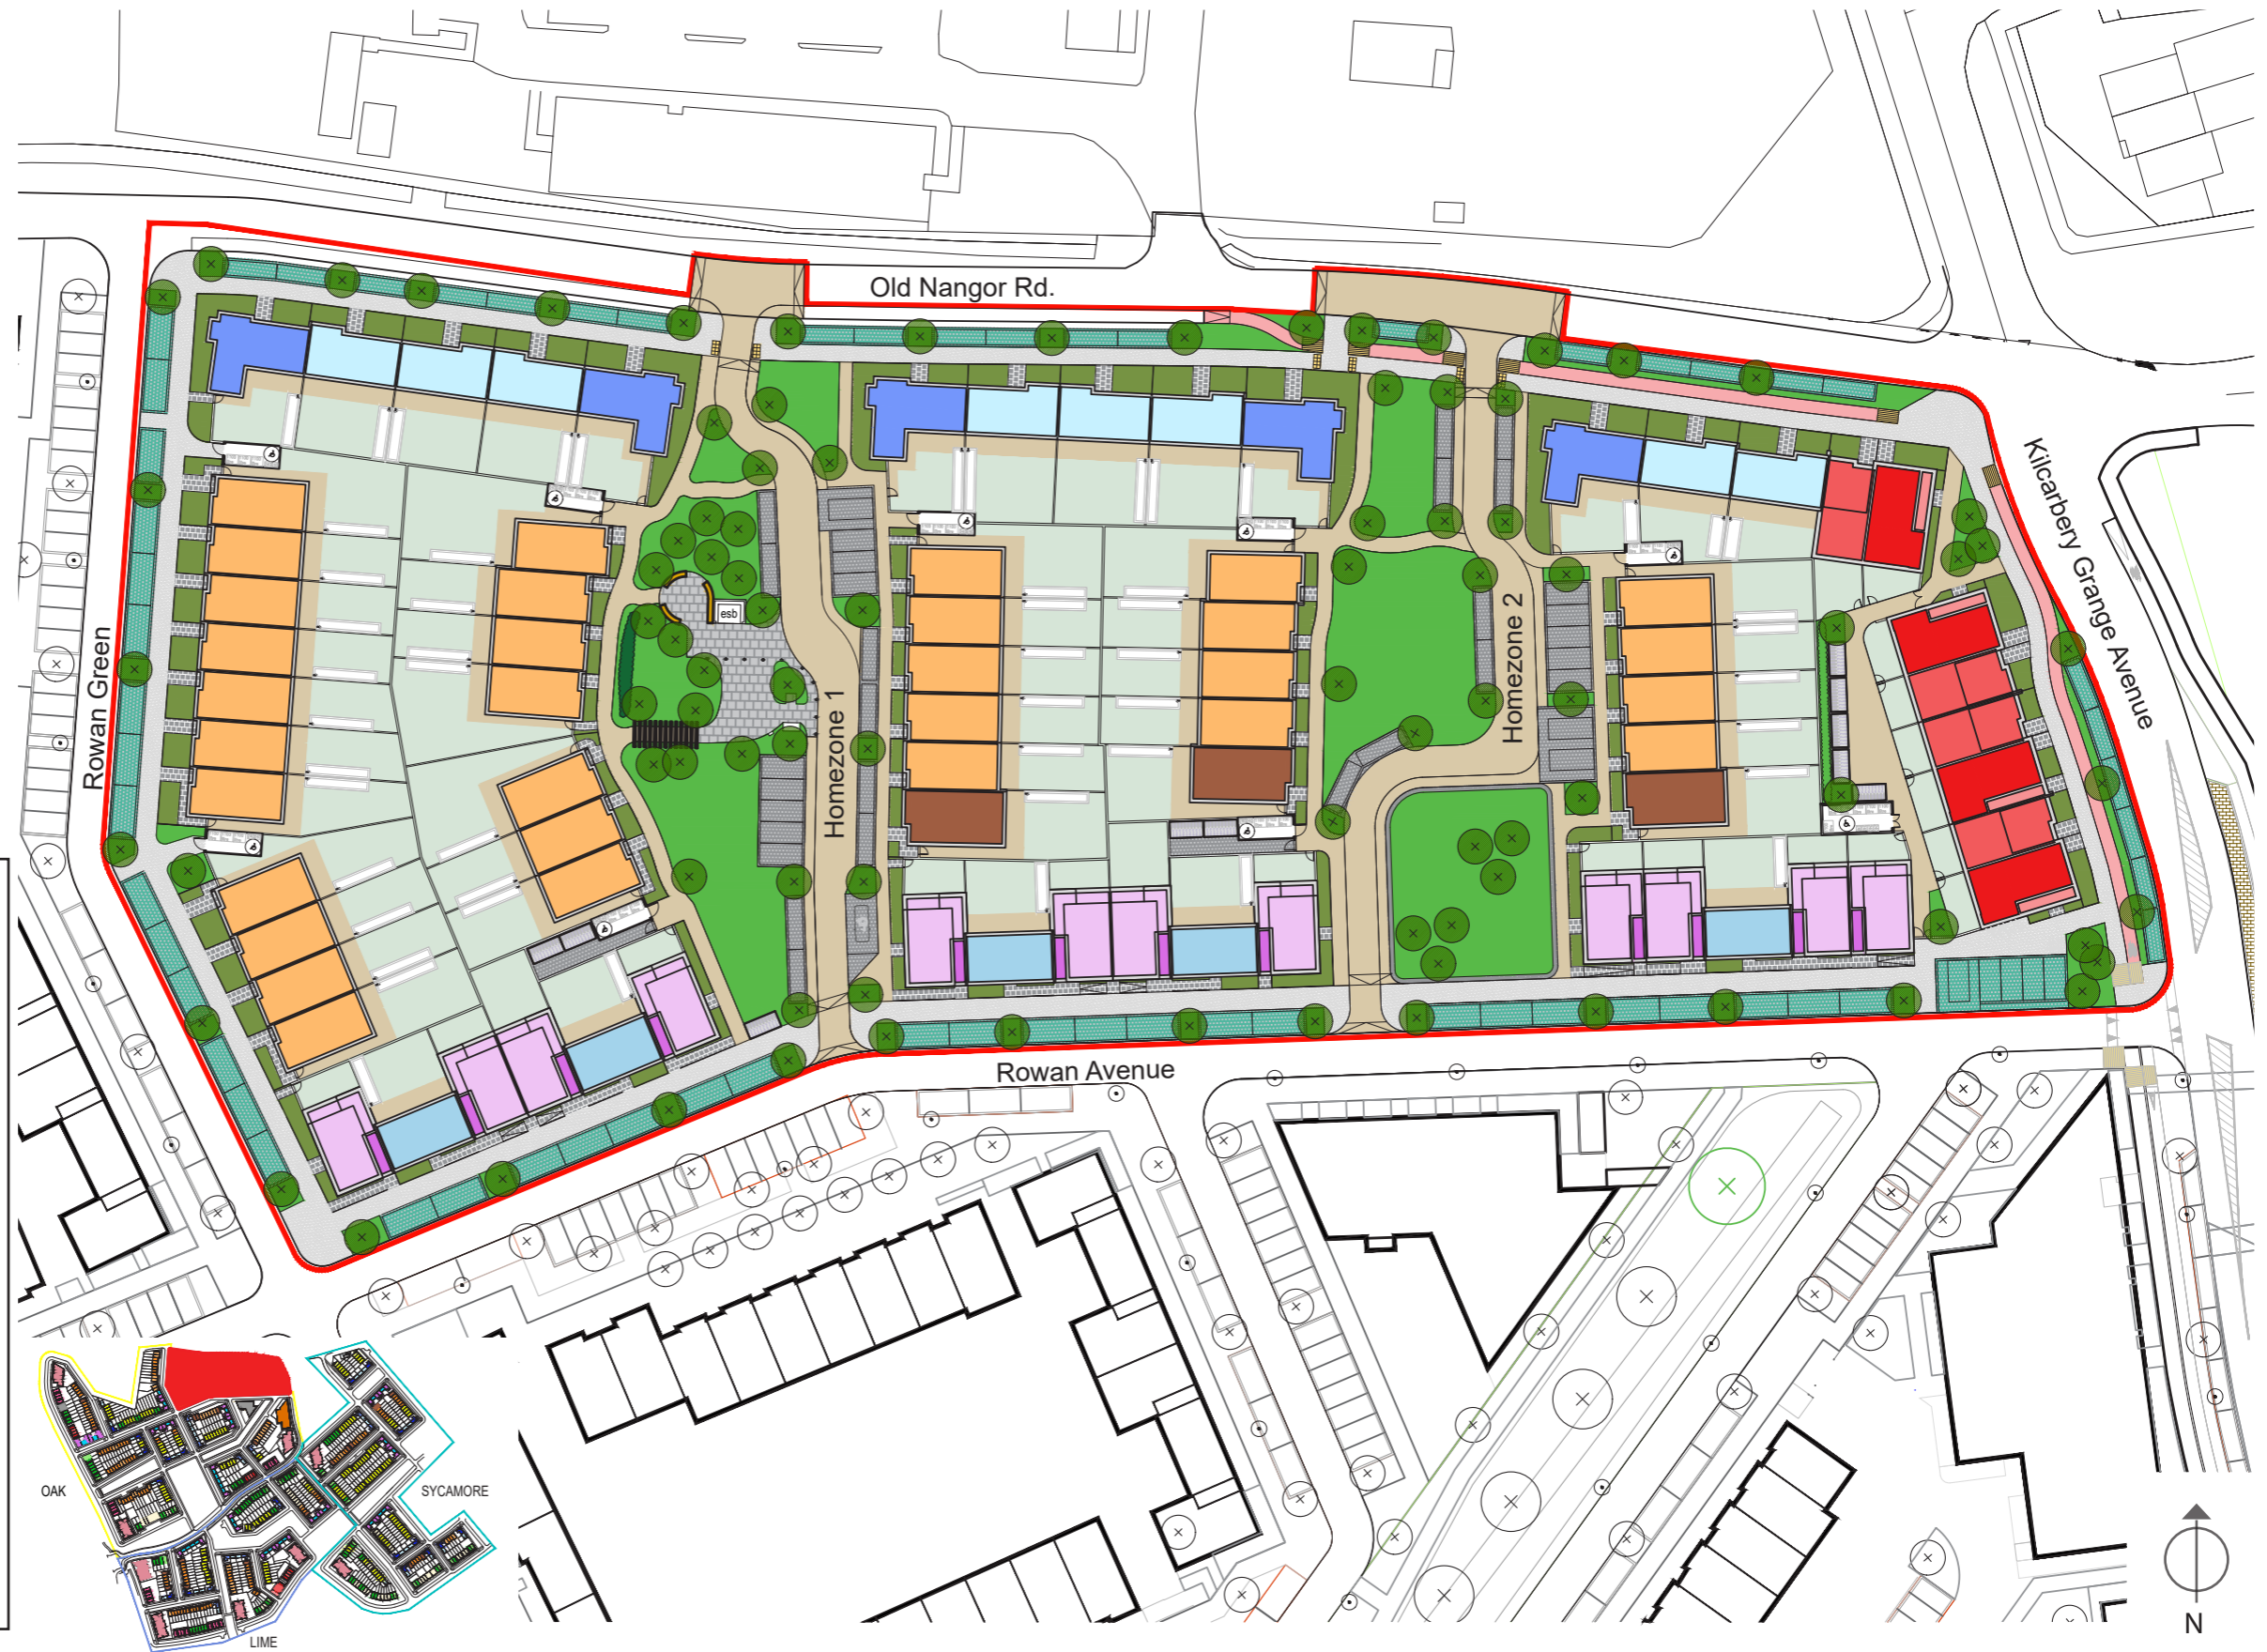 Old Nangor Rd.
Kilcarbery Grange Avenue
esb
Homezone 2
Rowan Green
Homezone 1
Rowan Avenue
OAK
SYCAMORE
LIME
N